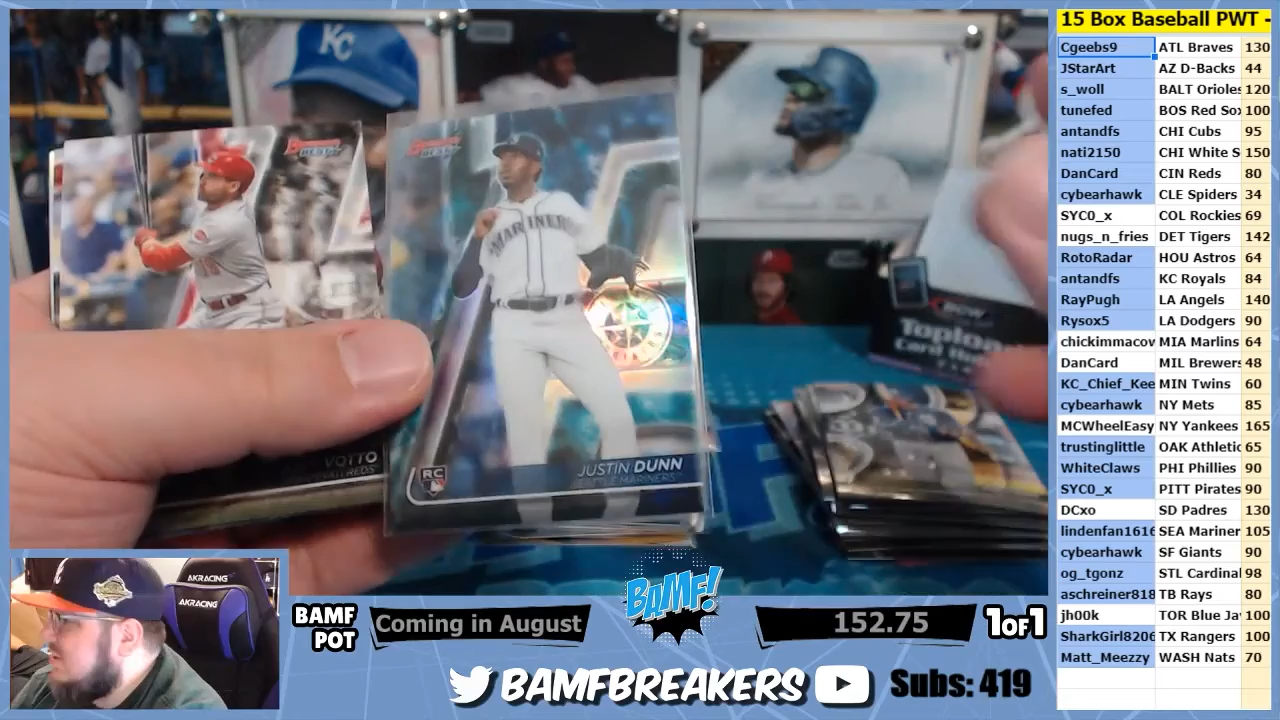 15 Box Baseball PWT -
Cgeebs9 ATL Braves 130
JStarArt AZ D-Backs 44
s_woll BALT Orioles 120
tunefed BOS Red Sox 100
antandfs CHI Cubs 95
nati2150 CHI White S 150
DanCard CIN Reds 80
cybearhawk CLE Spiders 34
SYC0_x COL Rockies 69
nugs_n_fries DET Tigers 142
RotoRadar HOU Astros 64
antandfs KC Royals 84
RayPugh LA Angels 140
Rysox5 LA Dodgers 90
chickimmacov MIA Marlins 64
DanCard MIL Brewers 48
KC_Chief_Kee MIN Twins 60
cybearhawk NY Mets 85
MCWheelEasy NY Yankees 165
trustinglittle OAK Athletic 65
WhiteClaws PHI Phillies 90
SYC0_x PITT Pirates 90
DCxo SD Padres 130
lindenfan1616 SEA Mariner 105
cybearhawk SF Giants 90
og_tgonz STL Cardinal 98
aschreiner818 TB Rays 80
jh00k TOR Blue Ja 100
SharkGirl8206 TX Rangers 100
Matt_Meezzy WASH Nats 70
KC
MARINERS
VOTTO
RC
JUSTIN DUNN
AKRACING
AKRACING
BAMF POT
Coming in August
BAMF!
152.75
1OF1
BAMFBREAKERS
Subs: 419